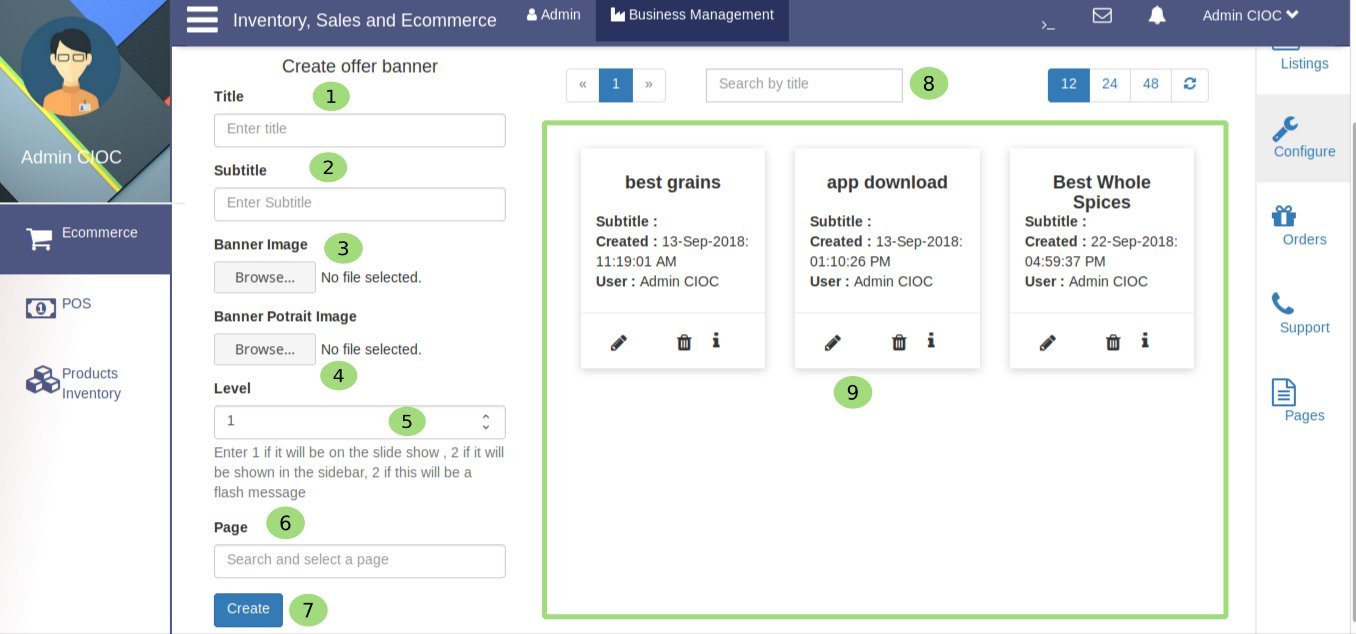 Inventory, Sales and Ecommerce
Admin
Business Management
>_
Admin CIOC
Admin CIOC
Ecommerce
POS
1
Products
Inventory
Create offer banner
Title
1
Enter title
Subtitle
2
Enter Subtitle
Banner Image
3
Browse...
No file selected.
Banner Potrait Image
Browse...
No file selected.
4
Level
1
5
Enter 1 if it will be on the slide show , 2 if it will
be shown in the sidebar, 2 if this will be a
flash message
Page
6
Search and select a page
Create
7
«
1
»
Search by title
8
12
24
48
best grains
Subtitle :
Created : 13-Sep-2018:
11:19:01 AM
User : Admin CIOC
app download
Subtitle :
Created : 13-Sep-2018:
01:10:26 PM
User : Admin CIOC
Best Whole
Spices
Subtitle :
Created : 22-Sep-2018:
04:59:37 PM
User : Admin CIOC
9
Listings
Configure
Orders
Support
Pages